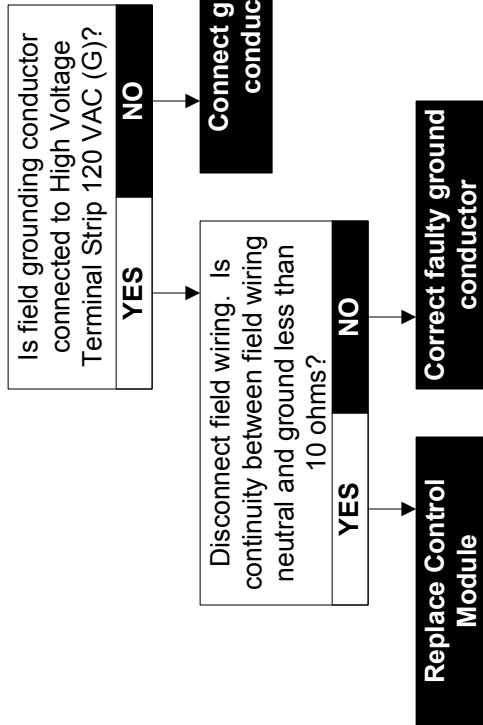 Is field grounding conductor
connected to High Voltage
Terminal Strip 120 VAC (G)?
YES
NO
Connect
conduc
Disconnect field wiring.  Is
continuity between field wiring
neutral and ground less than
10 ohms?
YES
NO
Replace Control
Module
Correct faulty ground
conductor